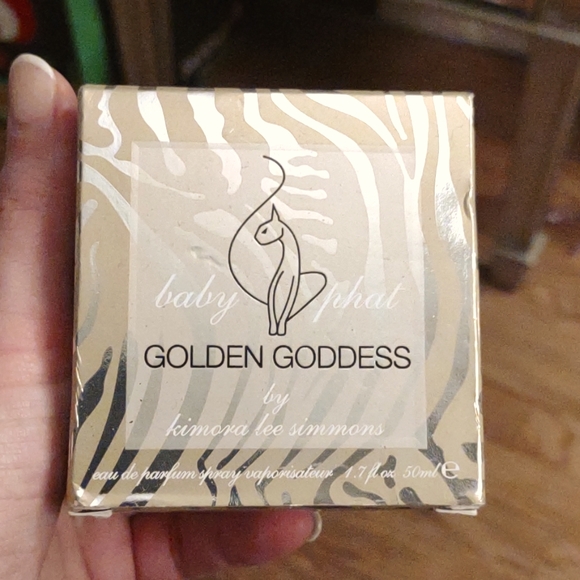 baby phat
GOLDEN GODDESS
by
kimora lee simmons
eau de parfum spray vaporisateur 1.7 fl oz 50ml e